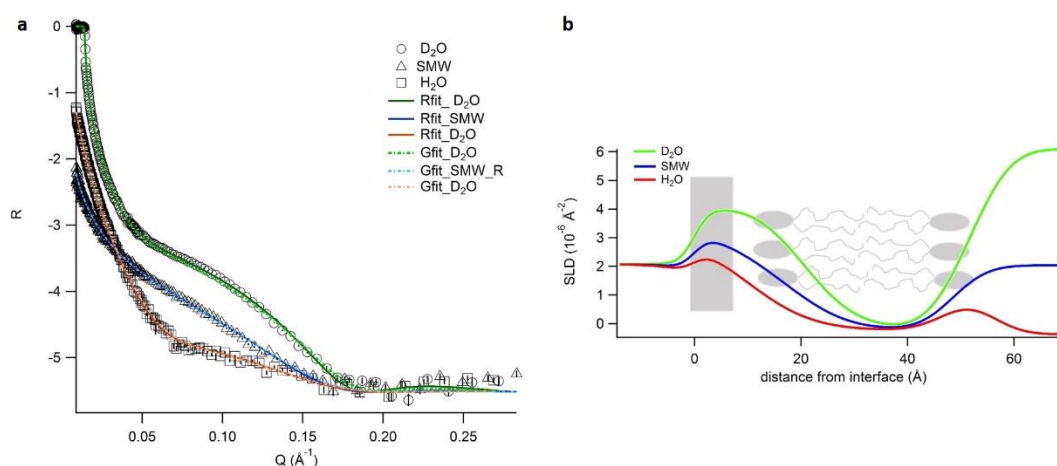 a
R
0
-1
-2
-3
-4
-5
0.05
0.10
0.15
0.20
0.25
Q (Å⁻¹)
D₂O
SMW
H₂O
Rfit_ D₂O
Rfit_SMW
Rfit_D₂O
Gfit_D₂O
Gfit_SMW_R
Gfit_D₂O
b
SLD (10⁻⁶ Å⁻²)
6
5
4
3
2
1
0
0
20
40
60
distance from interface (Å)
D₂O
SMW
H₂O